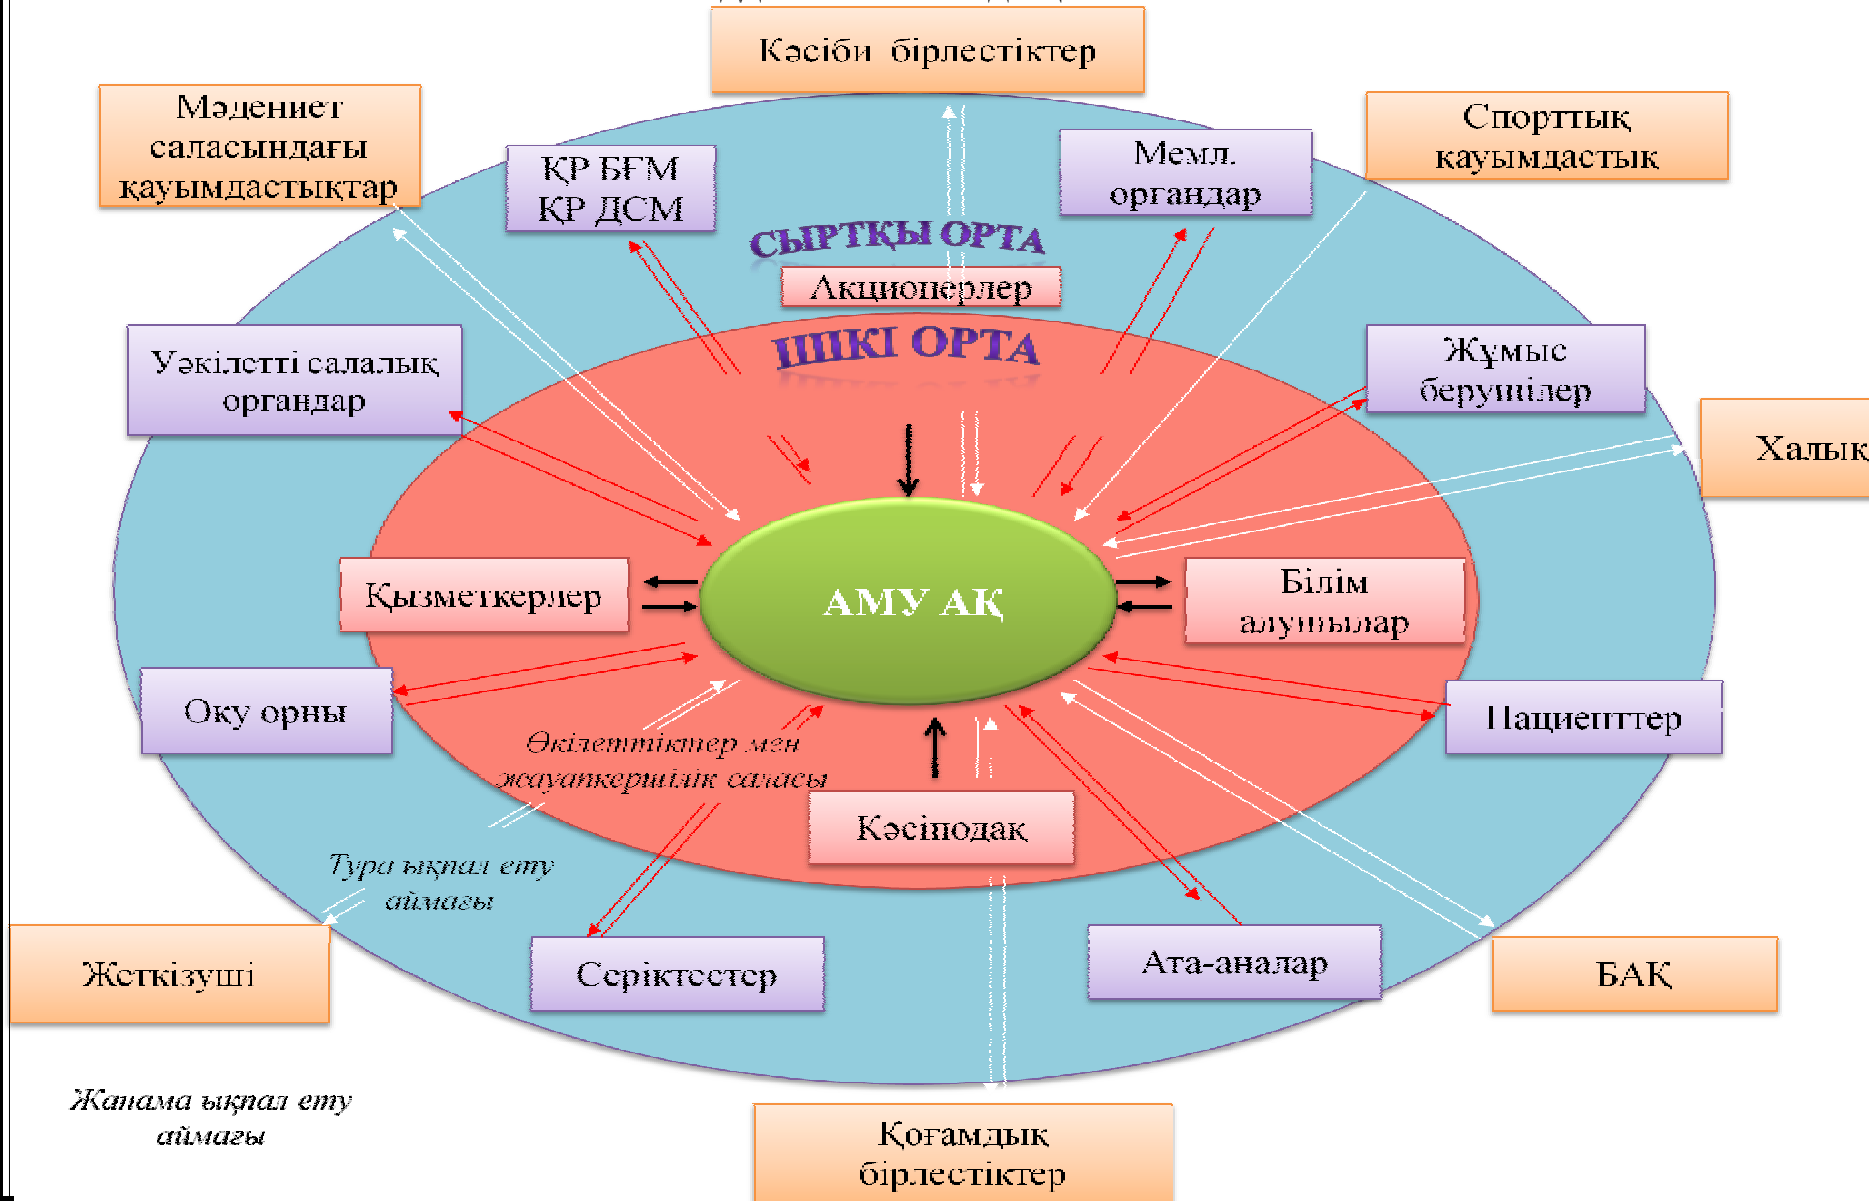 Кәсіби бірлестіктер
Мәдениет
саласындағы
қауымдастықтар
Спорттық
қауымдастық
ҚР БҒМ
ҚР ДСМ
Мемл.
органдар
СЫРТҚЫ ОРТА
Акционерлер
ІШКІ ОРТА
Уәкілетті салалық
органдар
Жұмыс
берушілер
Халық
Қызметкерлер
АМУ АҚ
Білім
алушылар
Оқу орны
Пациенттер
Өкілеттіктер мен
жауапкершілік саласы
Кәсіподақ
Тура ықпал ету
аймағы
Жеткізуші
Серіктестер
Ата-аналар
БАҚ
Жанама ықпал ету
аймағы
Қоғамдық
бірлестіктер